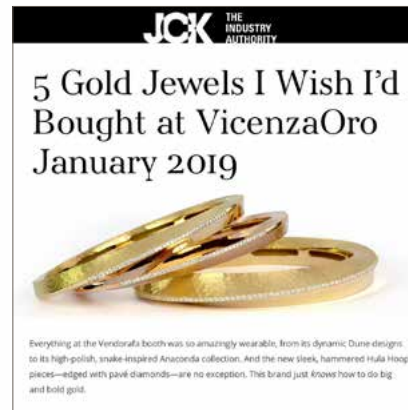 JCK THE
INDUSTRY
AUTHORITY
5 Gold Jewels I Wish I'd
Bought at VicenzaOro
January 2019
Everything at the Vendorafa booth was so amazingly wearable, from its dynamic Dune designs
to its high-polish, snake-inspired Anaconda collection. And the new sleek, hammered Hula Hoop
pieces—edged with pavé diamonds—are no exception. This brand just knows how to do big
and bold gold.